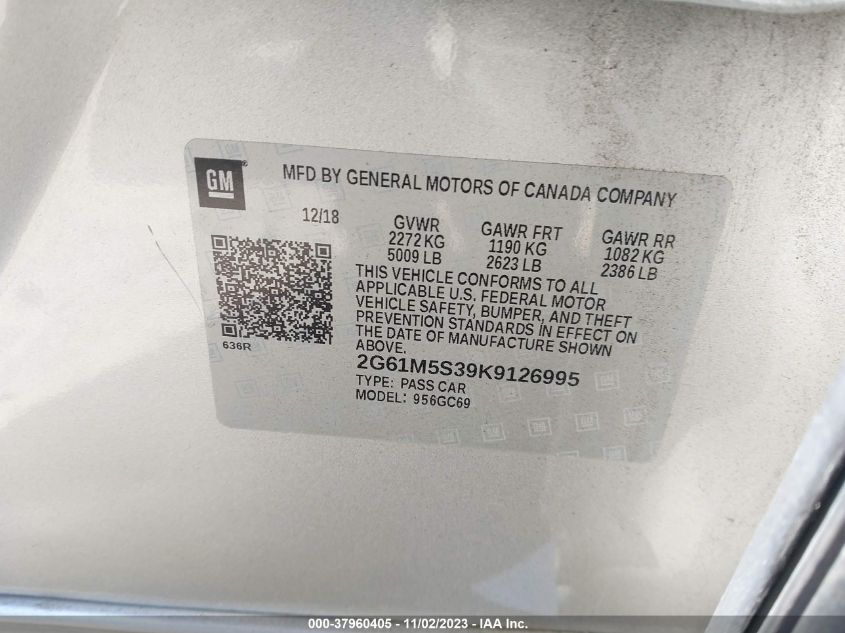 GM
MFD BY GENERAL MOTORS OF CANADA COMPANY
12/18
GVWR
2272 KG
5009 LB
GAWR FRT
1190 KG
2623 LB
GAWR RR
1082 KG
2386 LB
THIS VEHICLE CONFORMS TO ALL
APPLICABLE U.S. FEDERAL MOTOR
VEHICLE SAFETY, BUMPER, AND THEFT
PREVENTION STANDARDS IN EFFECT ON
THE DATE OF MANUFACTURE SHOWN
ABOVE.
636R
2G61M5S39K9126995
TYPE: PASS CAR
MODEL: 956GC69
000-37960405 - 11/02/2023 - IAA Inc.